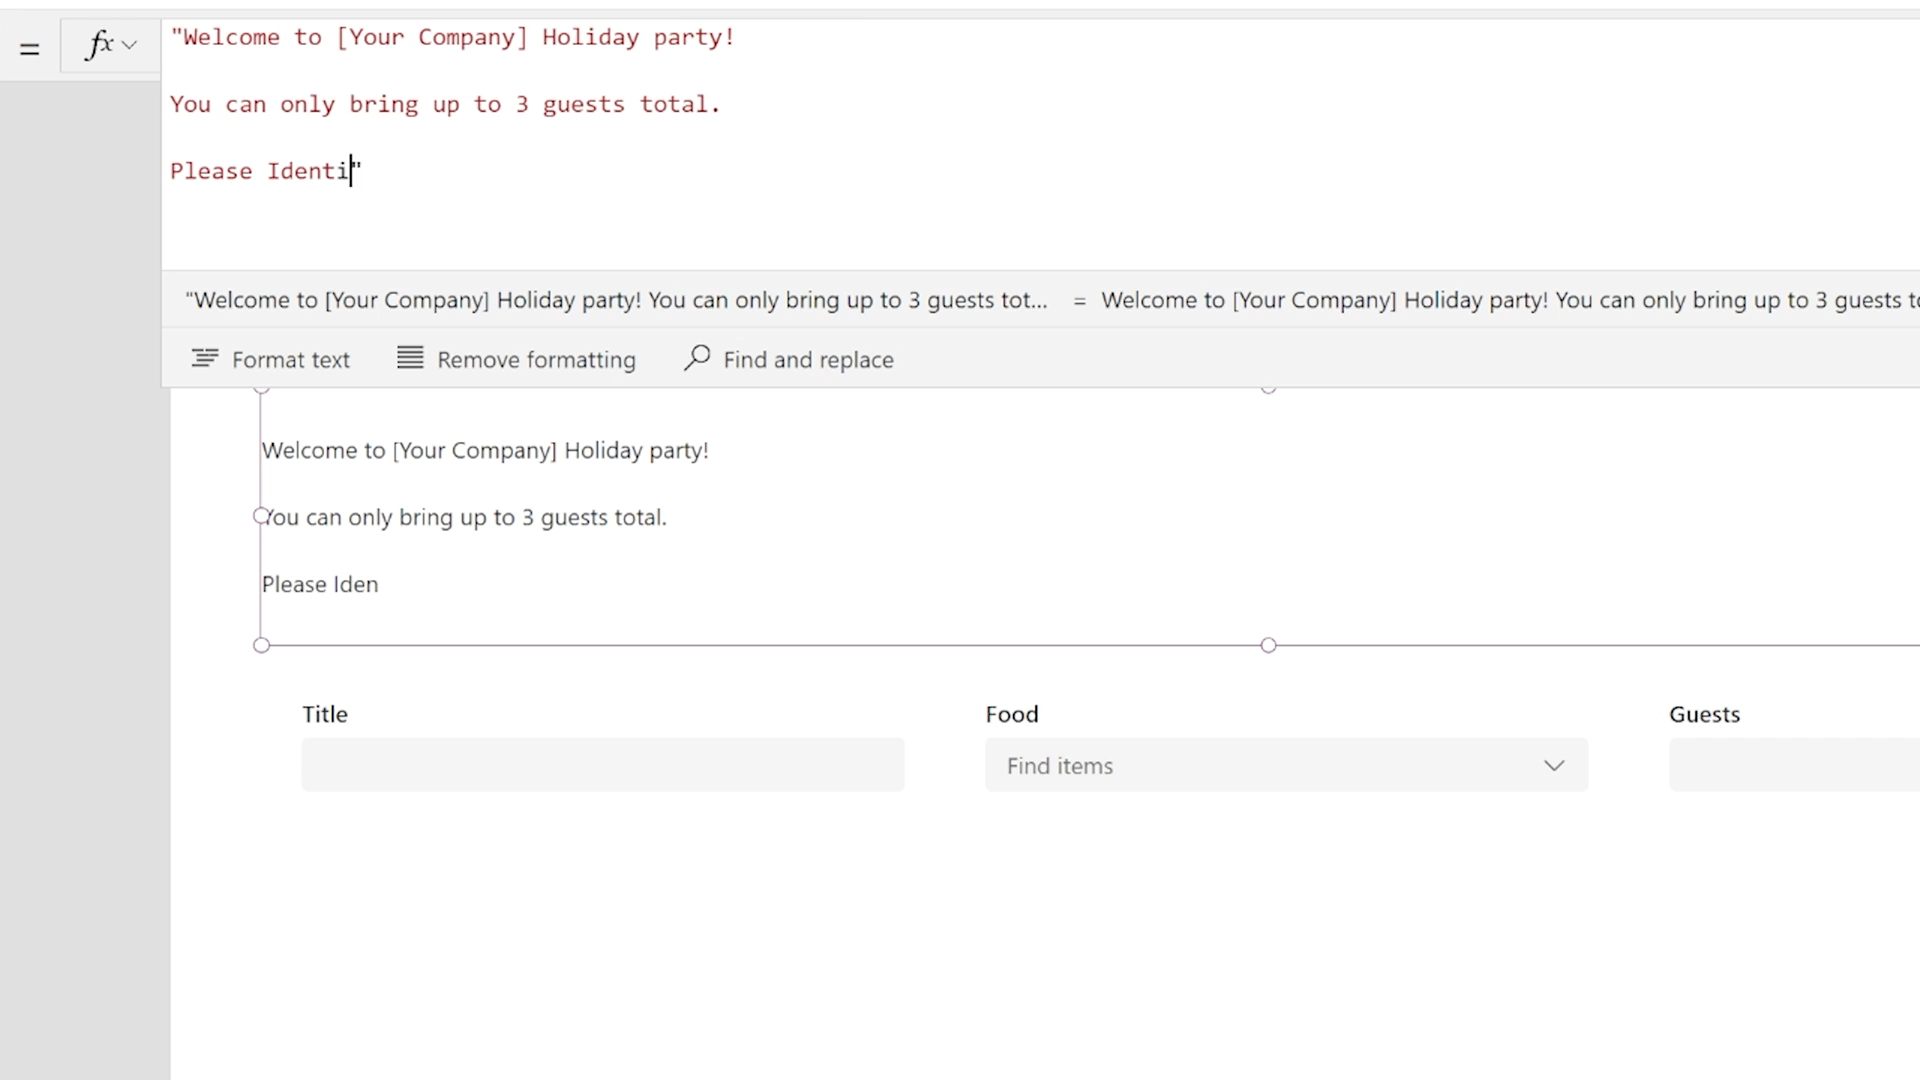 = fx
"Welcome to [Your Company] Holiday party!
You can only bring up to 3 guests total.
Please Identi"
"Welcome to [Your Company] Holiday party! You can only bring up to 3 guests tot... = Welcome to [Your Company] Holiday party! You can only bring up to 3 guests
Format text Remove formatting Find and replace
Welcome to [Your Company] Holiday party!
You can only bring up to 3 guests total.
Please Iden
Title Food Guests
Find items